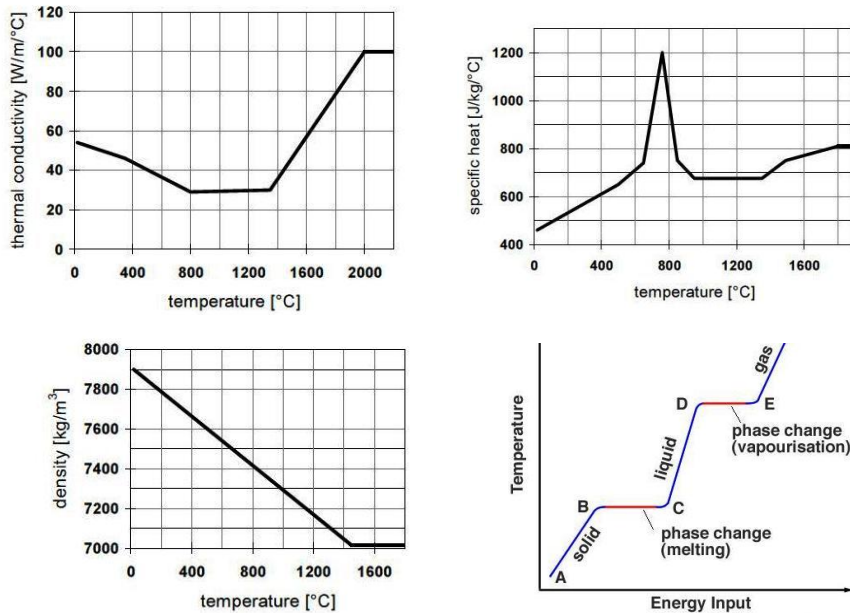 thermal conductivity [W/m/°C]
120
100
80
60
40
20
0
0 400 800 1200 1600 2000
temperature [°C]
specific heat [J/kg/°C]
1200
1000
800
600
400
0 400 800 1200 1600
temperature [°C]
density [kg/m³]
8000
7800
7600
7400
7200
7000
0 400 800 1200 1600
temperature [°C]
Temperature
gas
D E
phase change
(vapourisation)
liquid
B C
phase change
(melting)
solid
A
Energy Input